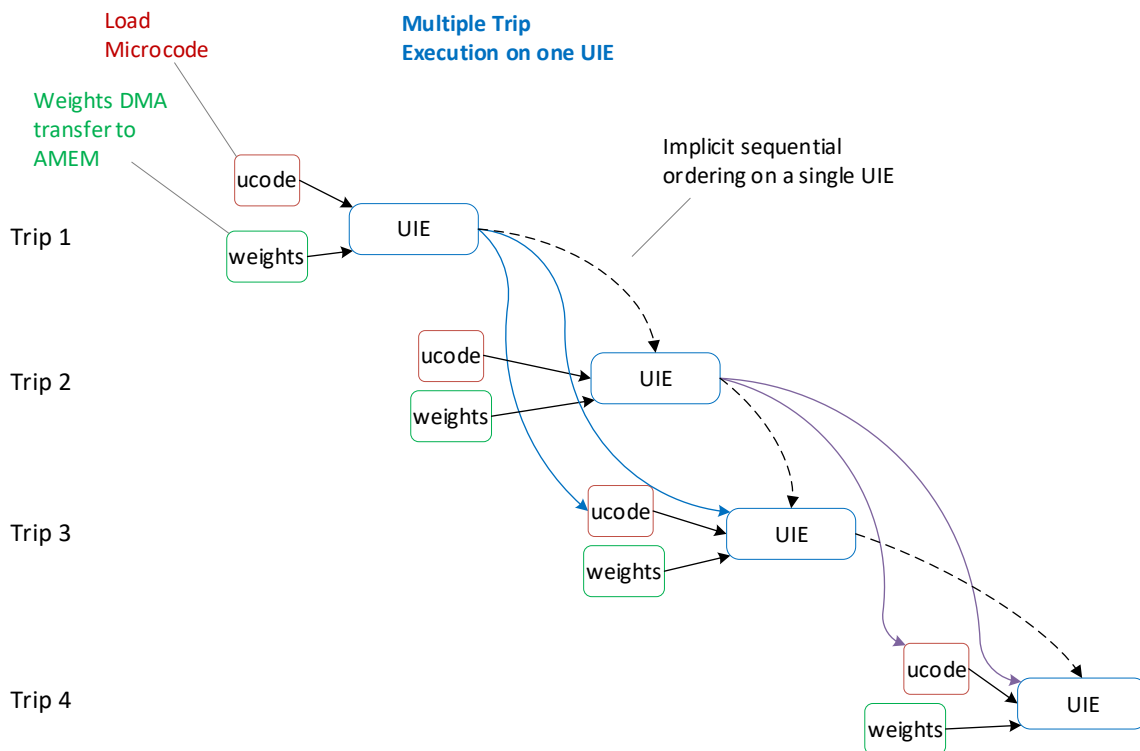 Load
Microcode
Multiple Trip
Execution on one UIE
Weights DMA
transfer to
AMEM
Implicit sequential
ordering on a single UIE
ucode
Trip 1
UIE
weights
ucode
Trip 2
UIE
weights
ucode
Trip 3
UIE
weights
ucode
Trip 4
UIE
weights